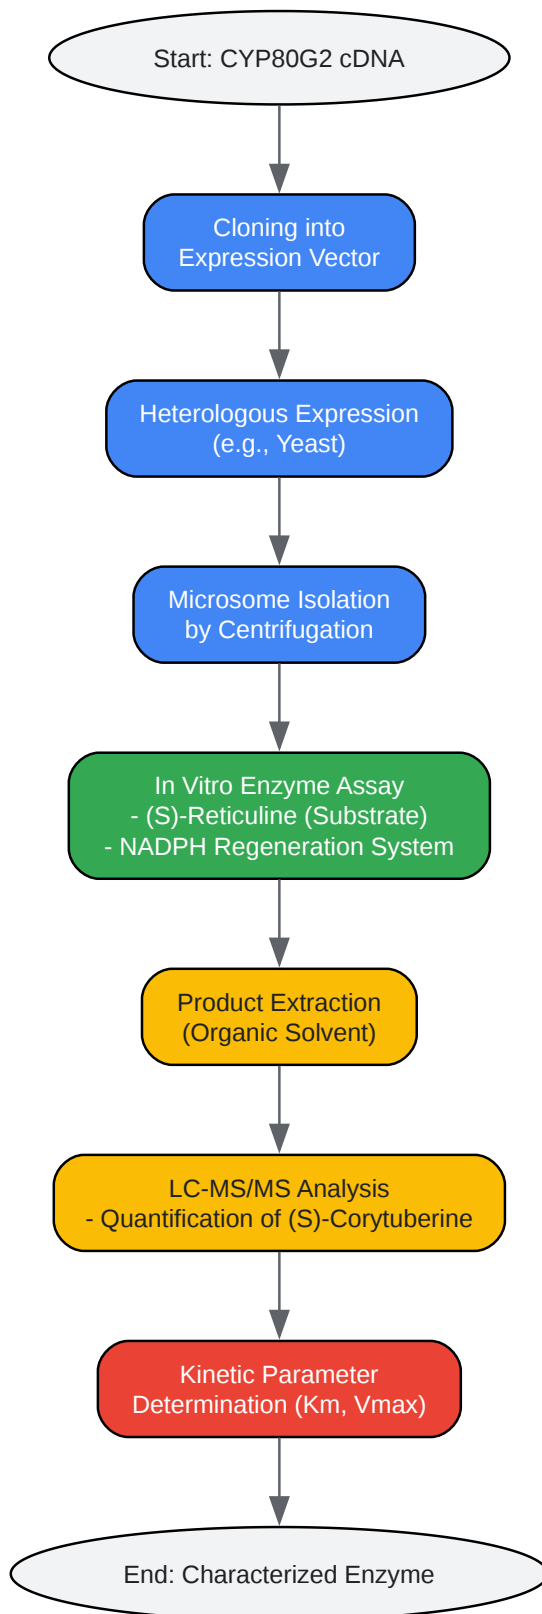 Start: CYP80G2 cDNA
Cloning into
Expression Vector
Heterologous Expression
(e.g., Yeast)
Microsome Isolation
by Centrifugation
In Vitro Enzyme Assay
- (S)-Reticuline (Substrate)
- NADPH Regeneration System
Product Extraction
(Organic Solvent)
LC-MS/MS Analysis
- Quantification of (S)-Corytuberine
Kinetic Parameter
Determination (Km, Vmax)
End: Characterized Enzyme